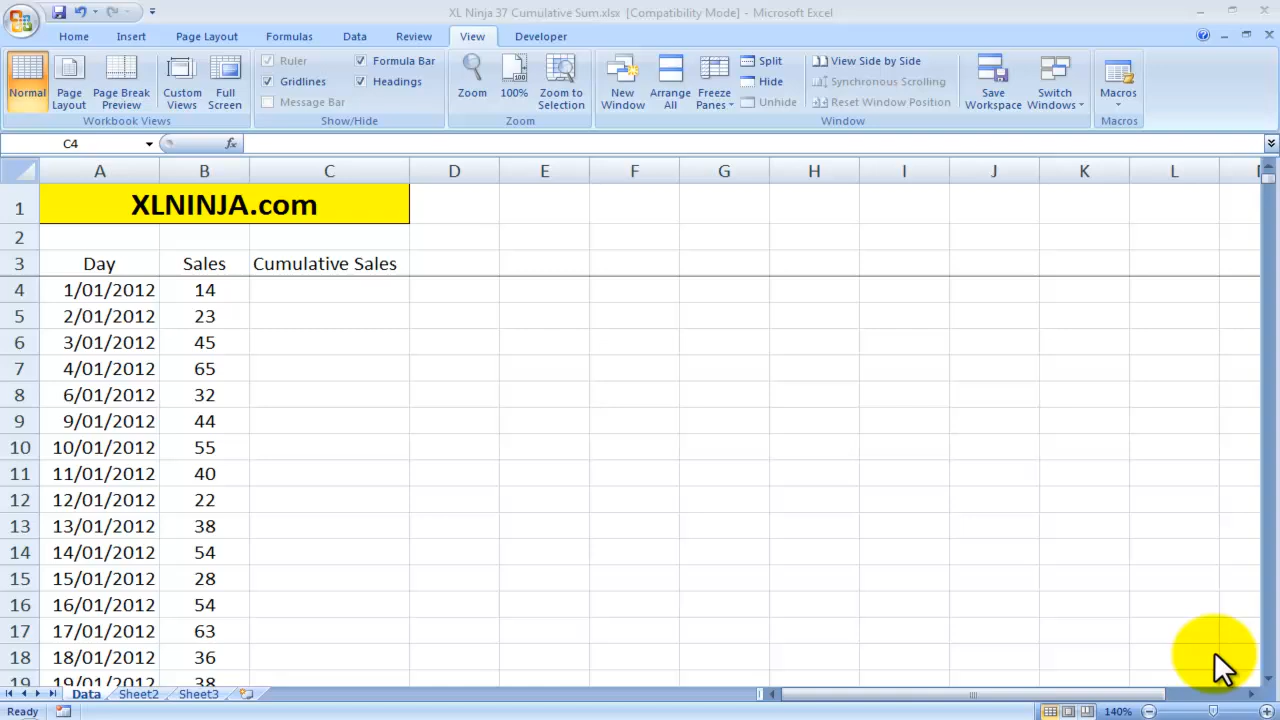 XL Ninja 37 Cumulative Sum.xlsx [Compatibility Mode] - Microsoft Excel
Home Insert Page Layout Formulas Data Review View Developer
Normal Page Layout Page Break Preview Custom Views Full Screen
Workbook Views
Ruler Formula Bar
Gridlines Headings
Message Bar
Show/Hide
Zoom 100% Zoom to Selection
Zoom
New Window Arrange All Freeze Panes
Split View Side by Side
Hide Synchronous Scrolling
Unhide Reset Window Position
Save Workspace Switch Windows
Window
Macros
Macros
C4 fx
A B C D E F G H I J K L
1 XLNINJA.com
2
3 Day Sales Cumulative Sales
4 1/01/2012 14
5 2/01/2012 23
6 3/01/2012 45
7 4/01/2012 65
8 6/01/2012 32
9 9/01/2012 44
10 10/01/2012 55
11 11/01/2012 40
12 12/01/2012 22
13 13/01/2012 38
14 14/01/2012 54
15 15/01/2012 28
16 16/01/2012 54
17 17/01/2012 63
18 18/01/2012 36
19 19/01/2012 38
Data Sheet2 Sheet3
Ready 140%